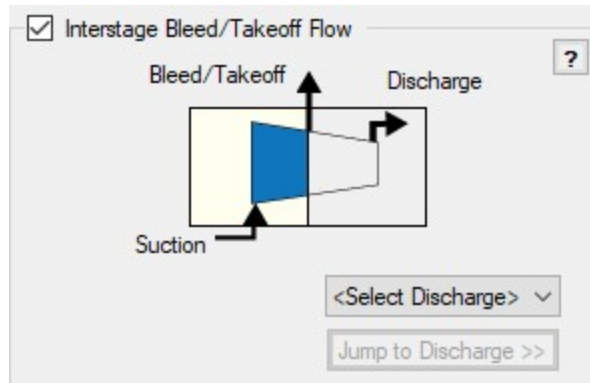 Interstage Bleed/Takeoff Flow
?
Bleed/Takeoff
Discharge
Suction
<Select Discharge>
Jump to Discharge >>